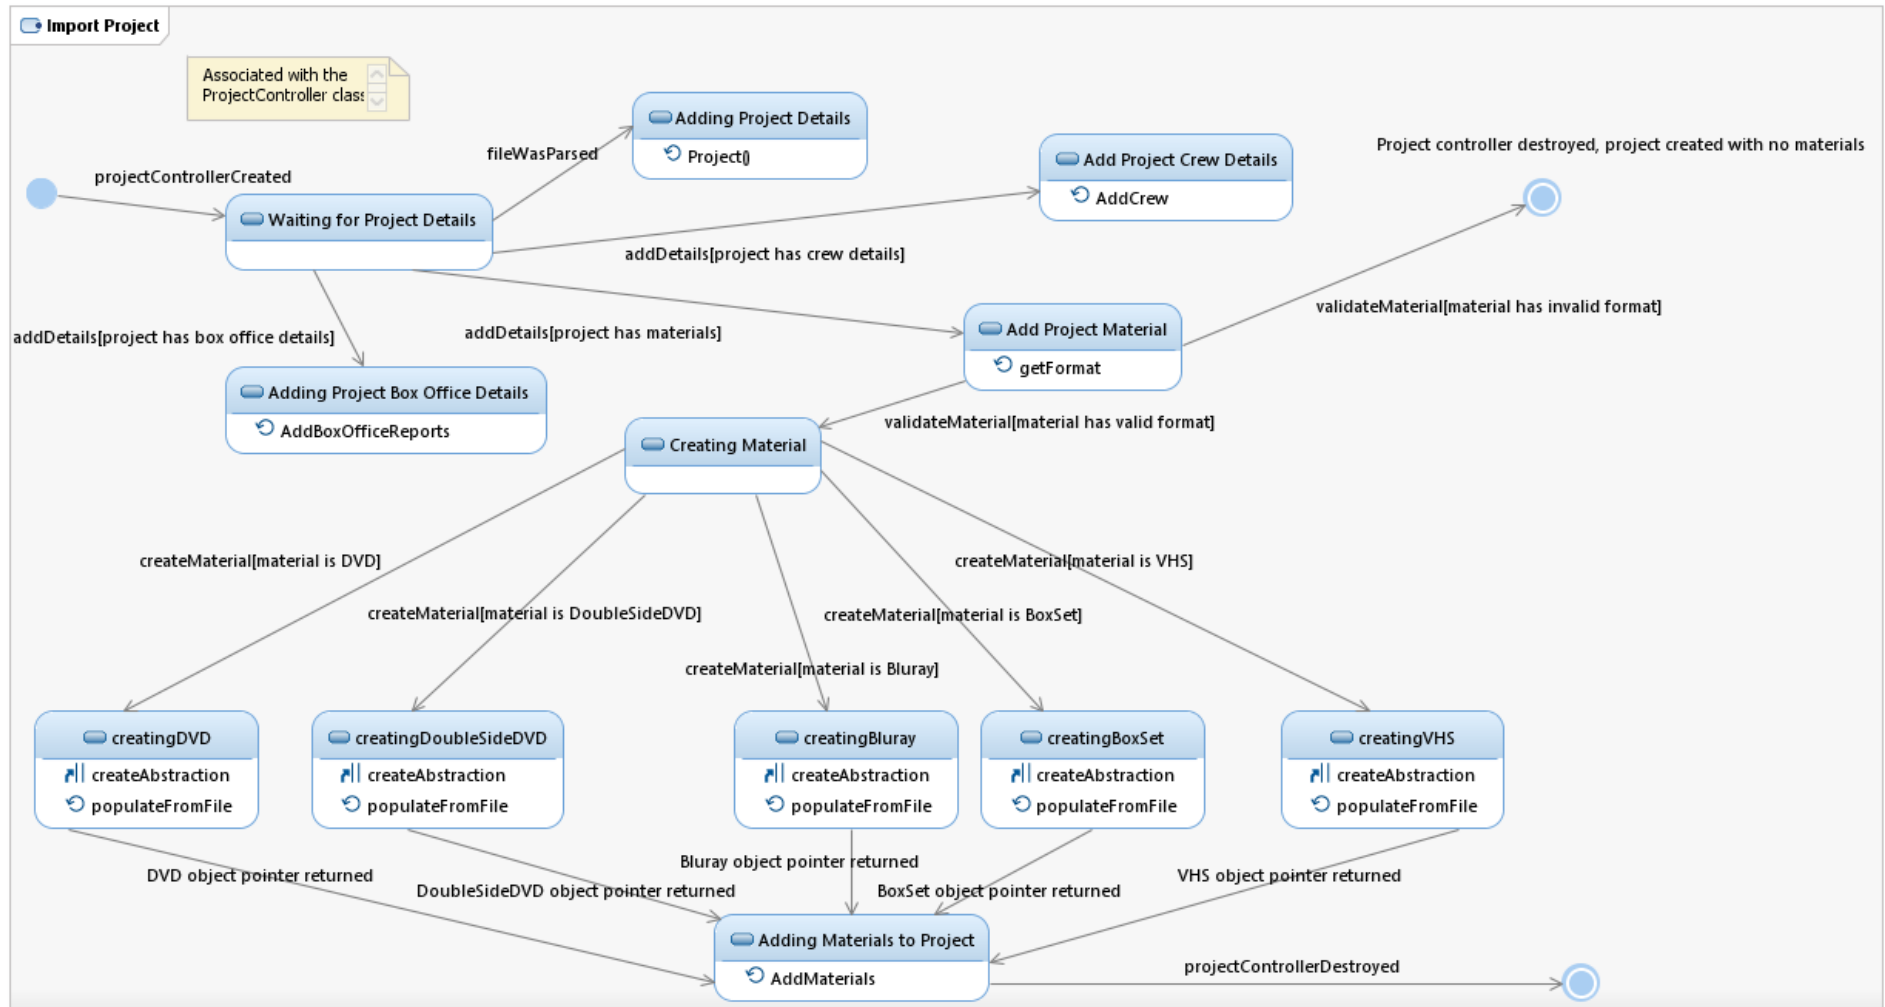 Import Project
Associated with the
ProjectController class
Adding Project Details
Project()
fileWasParsed
Add Project Crew Details
AddCrew
Project controller destroyed, project created with no materials
projectControllerCreated
Waiting for Project Details
addDetails[project has crew details]
validateMaterial[material has invalid format]
addDetails[project has box office details]
addDetails[project has materials]
Add Project Material
getFormat
Adding Project Box Office Details
AddBoxOfficeReports
validateMaterial[material has valid format]
Creating Material
createMaterial[material is DVD]
createMaterial[material is VHS]
createMaterial[material is DoubleSideDVD]
createMaterial[material is BoxSet]
createMaterial[material is Bluray]
creatingDVD
createAbstraction
populateFromFile
creatingDoubleSideDVD
createAbstraction
populateFromFile
creatingBluray
createAbstraction
populateFromFile
creatingBoxSet
createAbstraction
populateFromFile
creatingVHS
createAbstraction
populateFromFile
DVD object pointer returned
DoubleSideDVD object pointer returned
Bluray object pointer returned
BoxSet object pointer returned
VHS object pointer returned
Adding Materials to Project
AddMaterials
projectControllerDestroyed